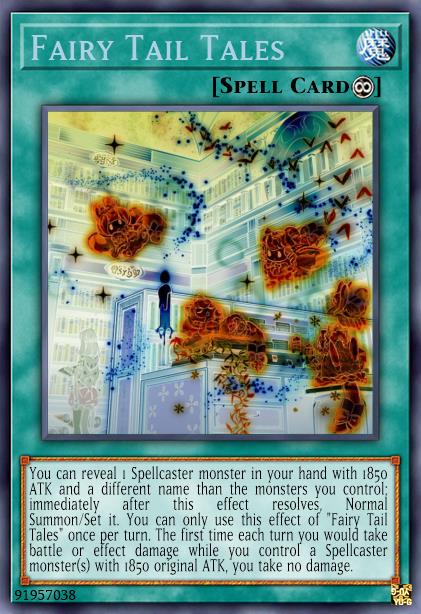 Fairy Tail Tales
魔
[Spell Card]
You can reveal 1 Spellcaster monster in your hand with 1850
ATK and a different name than the monsters you control;
immediately after this effect resolves, Normal
Summon/Set it. You can only use this effect of "Fairy Tail
Tales" once per turn. The first time each turn you would take
battle or effect damage while you control a Spellcaster
monster(s) with 1850 original ATK, you take no damage.
91957038